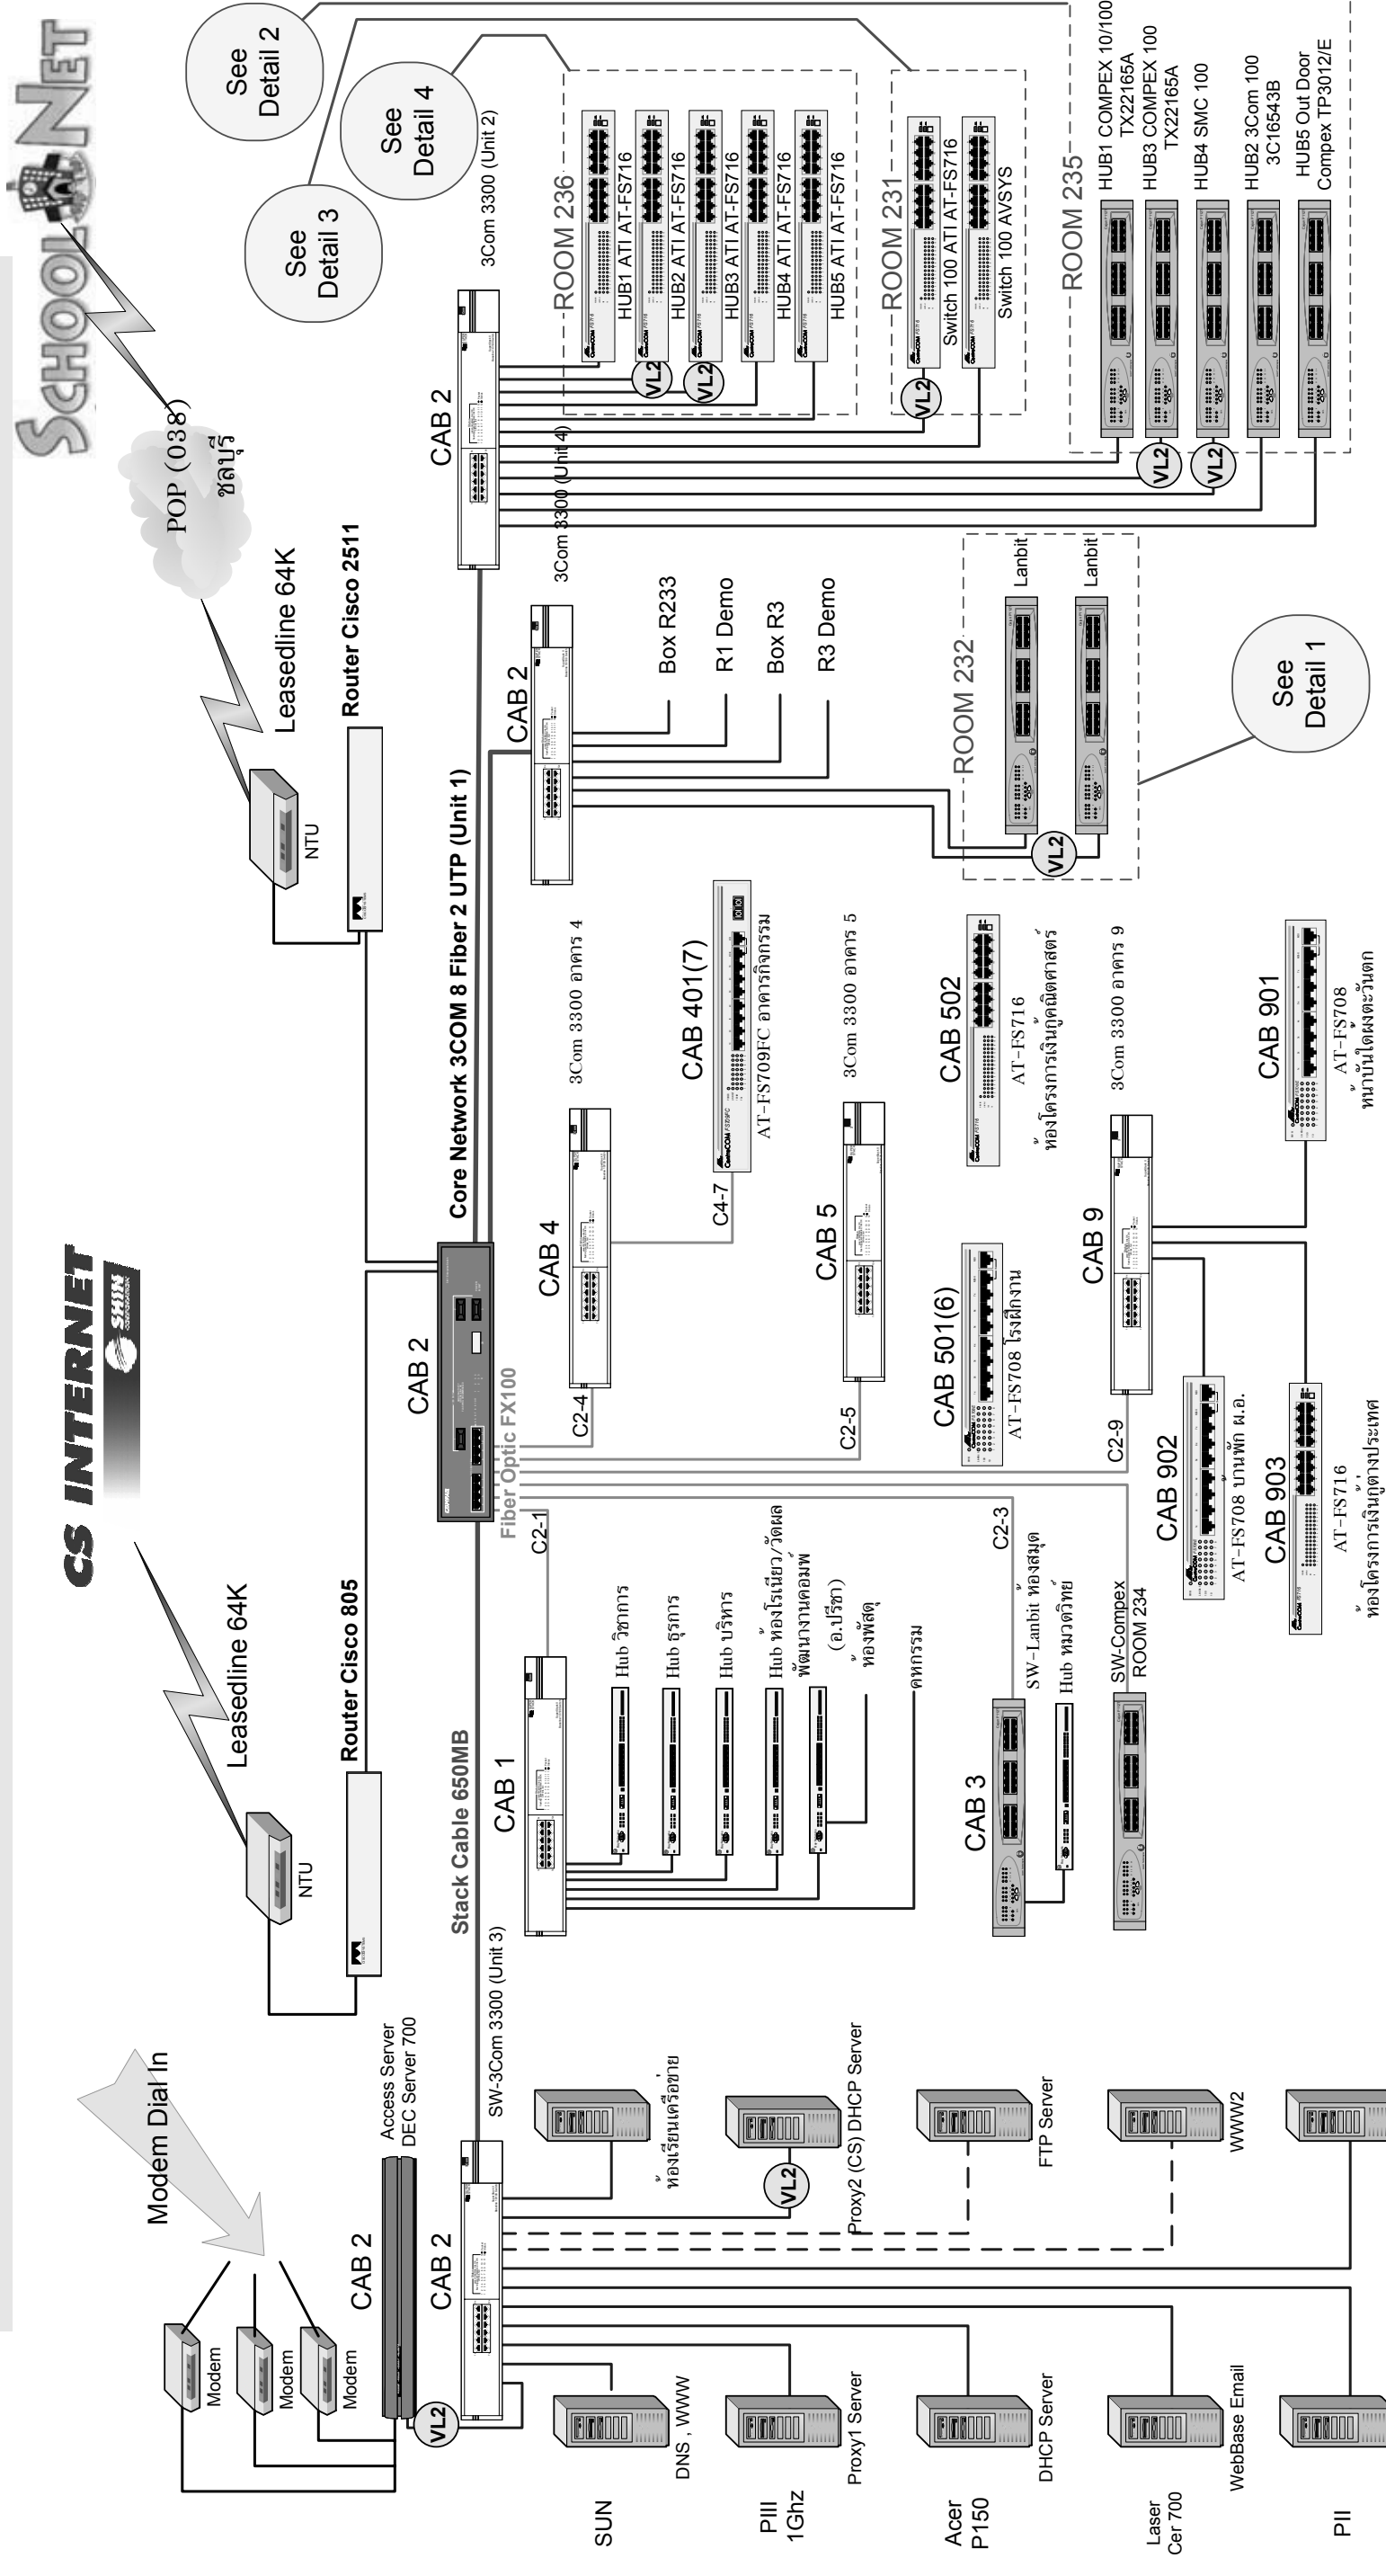 SCHOOL NET
CS INTERNET
SHIN
CORPORATION
Modem Dial In
Modem
Modem
Modem
Access Server
DEC Server 700
CAB 2
VL2
NTU
Leasedline 64K
Router Cisco 805
NTU
Leasedline 64K
Router Cisco 2511
POP (038)
ชลบุรี
See
Detail 2
See
Detail 3
See
Detail 4
CAB 2
SW-3Com 3300 (Unit 3)
Stack Cable 650MB
CAB 2
Core Network 3COM 8 Fiber 2 UTP (Unit 1)
Fiber Optic FX100
CAB 2
3Com 3300 (Unit 2)
CAB 2
3Com 3300 (Unit 4)
SUN
DNS , WWW
ห้องเรียนเครือข่าย
PIII
1Ghz
Proxy1 Server
VL2
Proxy2 (CS) DHCP Server
Acer
P150
DHCP Server
FTP Server
Laser
Cer 700
WebBase Email
WWW2
PII
C2-1
CAB 1
Hub วิชาการ
Hub ธุรการ
Hub บริหาร
Hub ห้องโรเนียว/วัดผล
พัฒนางานคอมพ์
(อ.ปรีชา)
ห้องพัสดุ
คหกรรม
C2-3
CAB 3
SW-Lanbit ห้องสมุด
Hub หมวดวิทย์
SW-Compex
ROOM 234
C2-4
CAB 4
3Com 3300 อาคาร 4
C4-7
CAB 401(7)
AT-FS709FC อาคารกิจกรรม
C2-5
CAB 5
3Com 3300 อาคาร 5
CAB 501(6)
AT-FS708 โรงฝึกงาน
CAB 502
AT-FS716
ห้องโครงการเงินกู้คณิตศาสตร์
C2-9
CAB 9
3Com 3300 อาคาร 9
CAB 902
AT-FS708 บ้านพัก ผ.อ.
CAB 903
AT-FS716
ห้องโครงการเงินกู้ต่างประเทศ
CAB 901
AT-FS708
หน้าบันไดฝั่งตะวันตก
Box R233
R1 Demo
Box R3
R3 Demo
ROOM 232
Lanbit
Lanbit
VL2
See
Detail 1
ROOM 236
HUB1 ATI AT-FS716
HUB2 ATI AT-FS716
VL2
HUB3 ATI AT-FS716
VL2
HUB4 ATI AT-FS716
HUB5 ATI AT-FS716
ROOM 231
Switch 100 ATI AT-FS716
VL2
Switch 100 AVSYS
ROOM 235
HUB1 COMPEX 10/100
TX22165A
HUB3 COMPEX 100
TX22165A
VL2
HUB4 SMC 100
VL2
HUB2 3Com 100
3C16543B
HUB5 Out Door
Compex TP3012/E